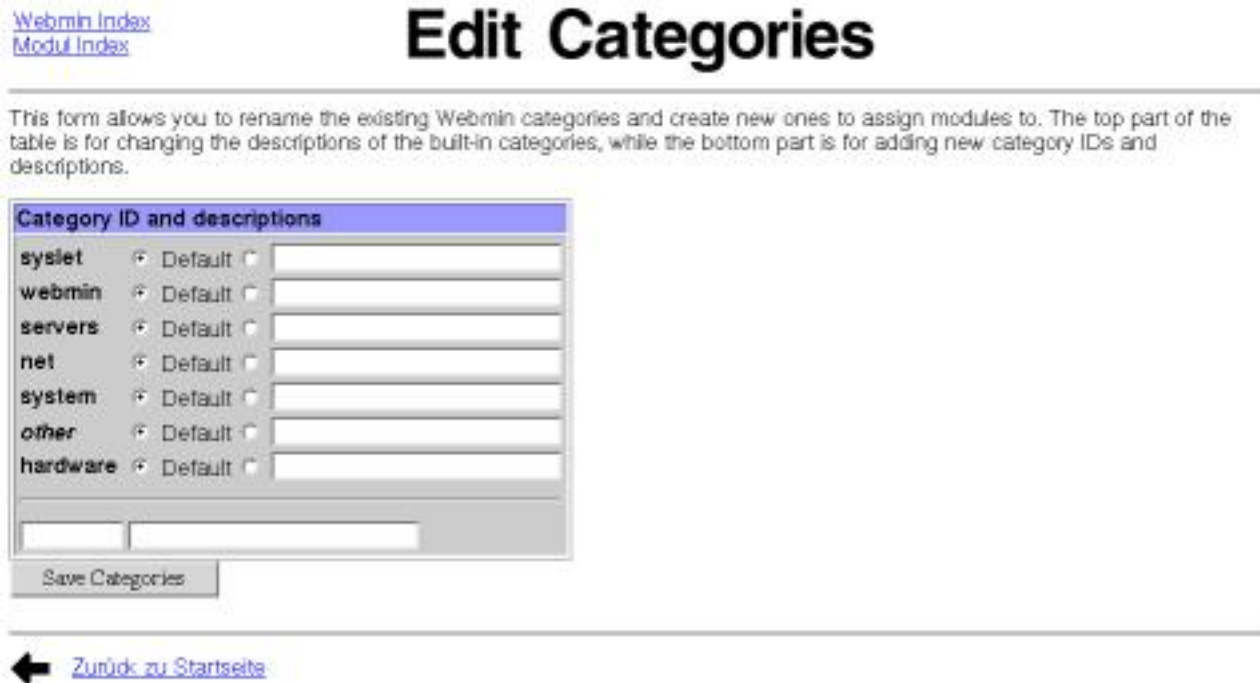 Webmin Index
Modul Index
Edit Categories
This form allows you to rename the existing Webmin categories and create new ones to assign modules to. The top part of the
table is for changing the descriptions of the built-in categories, while the bottom part is for adding new category IDs and
descriptions.
Category ID and descriptions
syslet Default
webmin Default
servers Default
net Default
system Default
other Default
hardware Default
Save Categories
Zurück zu Startseite